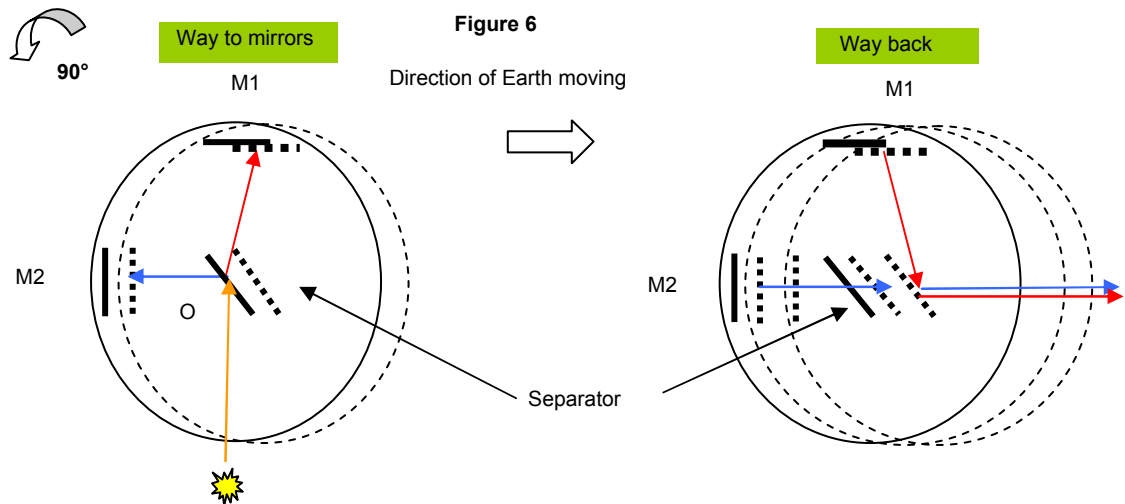 Figure 6
90°
Way to mirrors
Way back
M1
Direction of Earth moving
M1
M2
O
M2
Separator